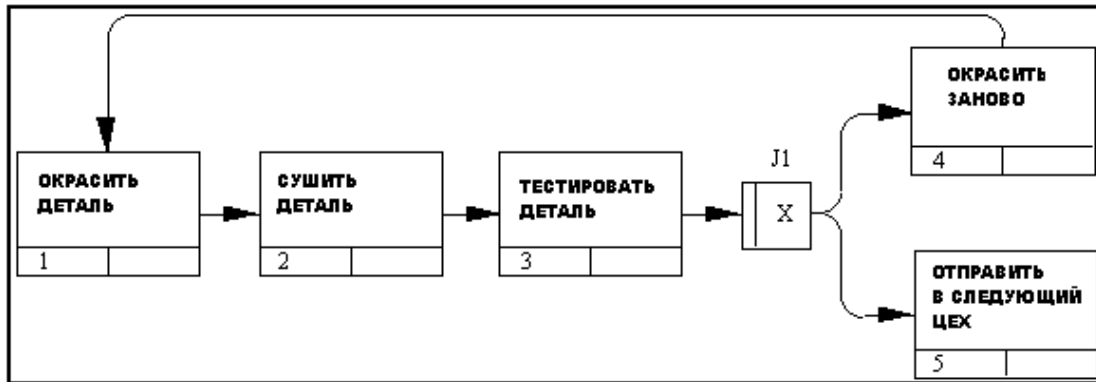 ОКРАСИТЬ
ДЕТАЛЬ
1
СУШИТЬ
ДЕТАЛЬ
2
ТЕСТИРОВАТЬ
ДЕТАЛЬ
3
J1
X
ОКРАСИТЬ
ЗАНОВО
4
ОТПРАВИТЬ
В СЛЕДУЮЩИЙ
ЦЕХ
5